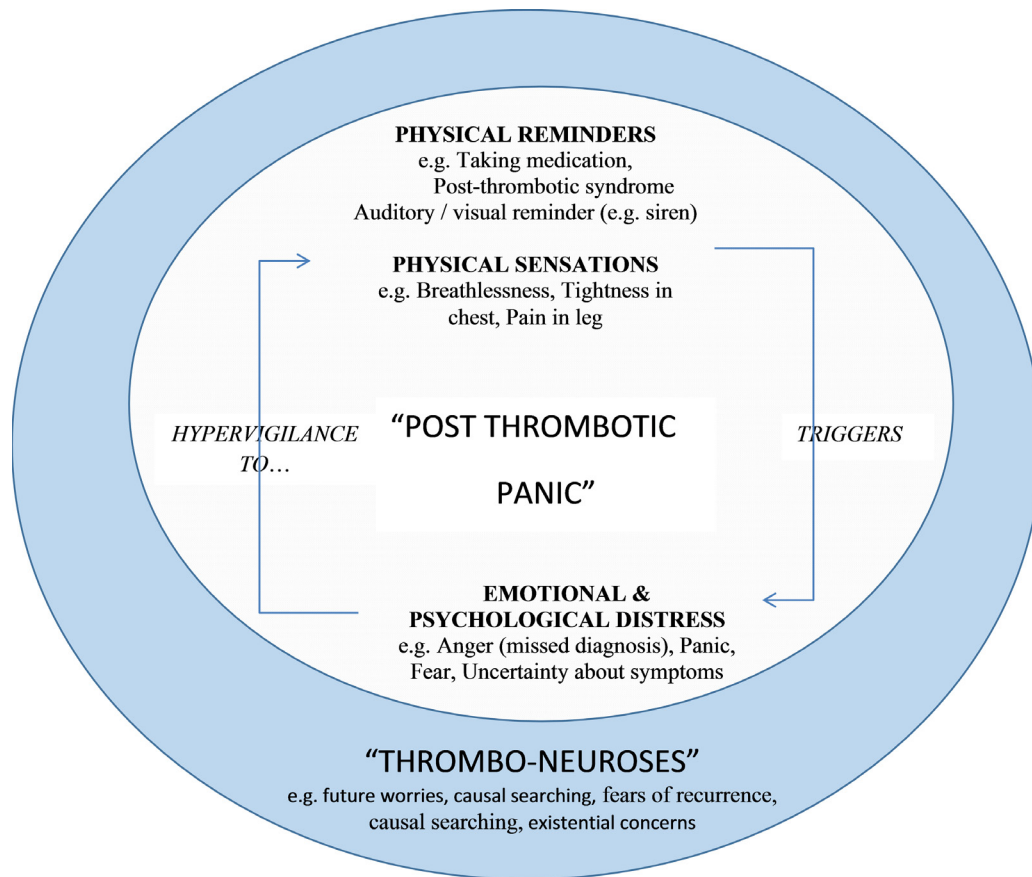 PHYSICAL REMINDERS
e.g. Taking medication,
Post-thrombotic syndrome
Auditory / visual reminder (e.g. siren)
PHYSICAL SENSATIONS
e.g. Breathlessness, Tightness in
chest, Pain in leg
HYPERVIGILANCE
TO…
“POST THROMBOTIC
PANIC”
TRIGGERS
EMOTIONAL &
PSYCHOLOGICAL DISTRESS
e.g. Anger (missed diagnosis), Panic,
Fear, Uncertainty about symptoms
“THROMBO-NEUROSES”
e.g. future worries, causal searching, fears of recurrence,
causal searching, existential concerns